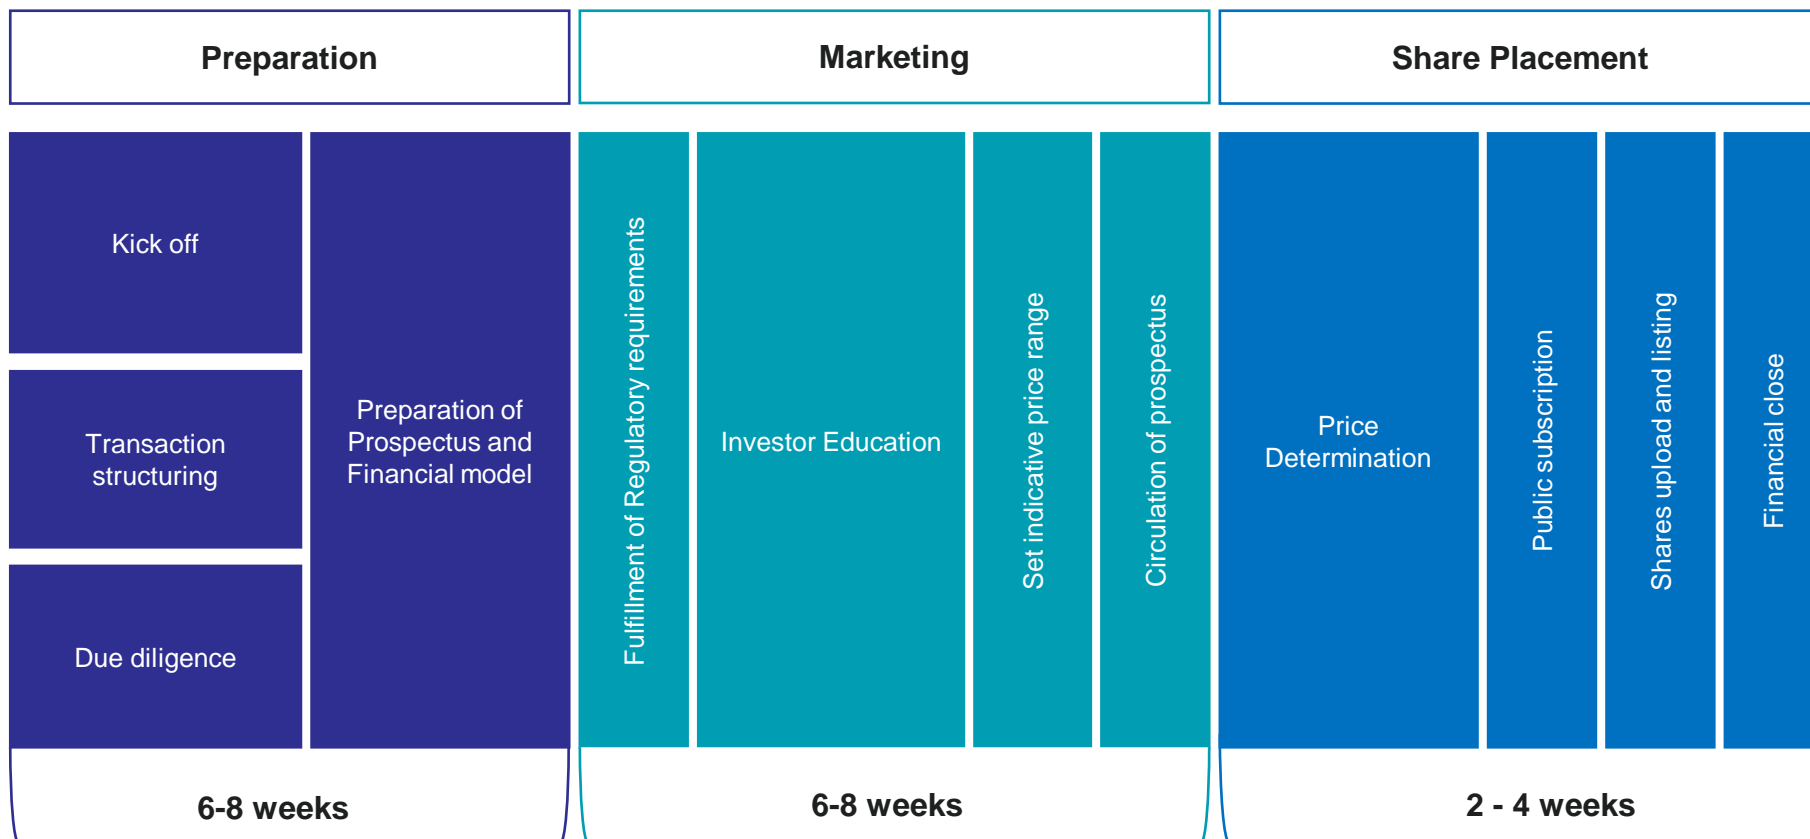 Preparation
Marketing
Share Placement
Kick off
Transaction
structuring
Due diligence
Preparation of
Prospectus and
Financial model
Fulfillment of Regulatory requirements
Investor Education
Set indicative price range
Circulation of prospectus
Price
Determination
Public subscription
Shares upload and listing
Financial close
6-8 weeks
6-8 weeks
2 - 4 weeks